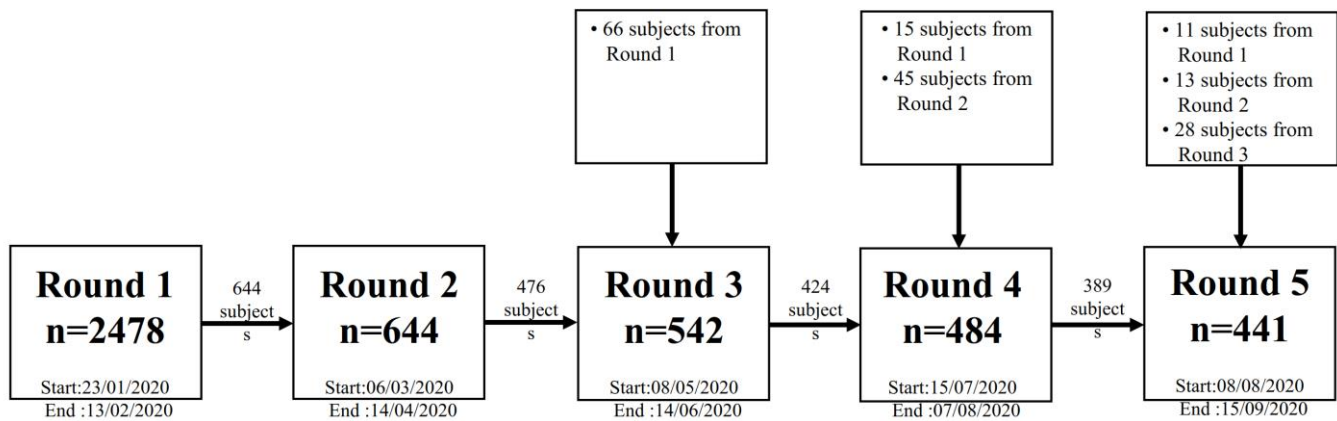 • 66 subjects from
Round 1
• 15 subjects from
Round 1
• 45 subjects from
Round 2
• 11 subjects from
Round 1
• 13 subjects from
Round 2
• 28 subjects from
Round 3
Round 1
n=2478
Start:23/01/2020
End :13/02/2020
644
subject
s
Round 2
n=644
Start:06/03/2020
End :14/04/2020
476
subject
s
Round 3
n=542
Start:08/05/2020
End :14/06/2020
424
subject
s
Round 4
n=484
Start:15/07/2020
End :07/08/2020
389
subject
s
Round 5
n=441
Start:08/08/2020
End :15/09/2020